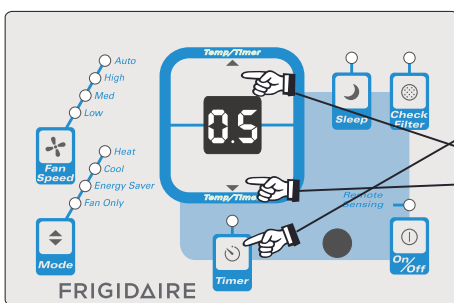 Temp/Timer
Auto
High
Med
Low
Fan
Speed
0.5
Sleep
Check
Filter
Heat
Cool
Energy Saver
Fan Only
Mode
Temp/Timer
Remote
Sensing
Timer
On/Off
FRIGIDAIRE